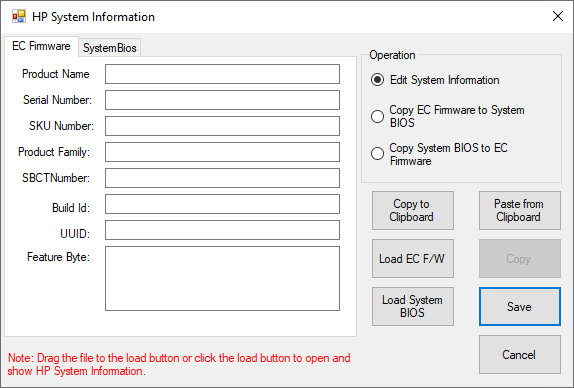 HP System Information
EC Firmware
SystemBios
Product Name
Serial Number:
SKU Number:
Product Family:
SBCTNumber:
Build Id:
UUID:
Feature Byte:
Note: Drag the file to the load button or click the load button to open and
show HP System Information.
Operation
Edit System Information
Copy EC Firmware to System
BIOS
Copy System BIOS to EC
Firmware
Copy to
Clipboard
Paste from
Clipboard
Load EC F/W
Copy
Load System
BIOS
Save
Cancel